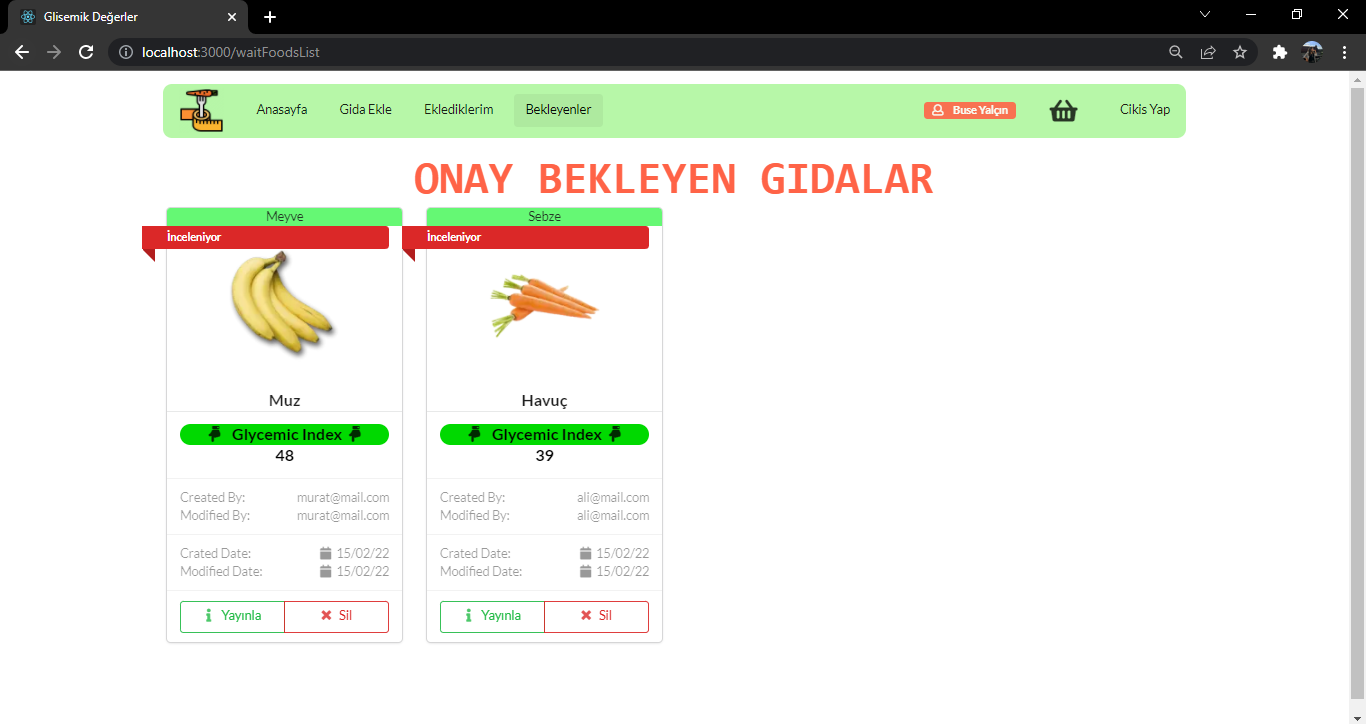 Glisemik Değerler
localhost:3000/waitFoodsList
Anasayfa Gida Ekle Eklediklerim Bekleyenler Buse Yalçın Cikis Yap
ONAY BEKLEYEN GIDALAR
Meyve
İnceleniyor
Muz
Glycemic Index
48
Created By: murat@mail.com
Modified By: murat@mail.com
Crated Date: 15/02/22
Modified Date: 15/02/22
Yayınla Sil
Sebze
İnceleniyor
Havuç
Glycemic Index
39
Created By: ali@mail.com
Modified By: ali@mail.com
Crated Date: 15/02/22
Modified Date: 15/02/22
Yayınla Sil